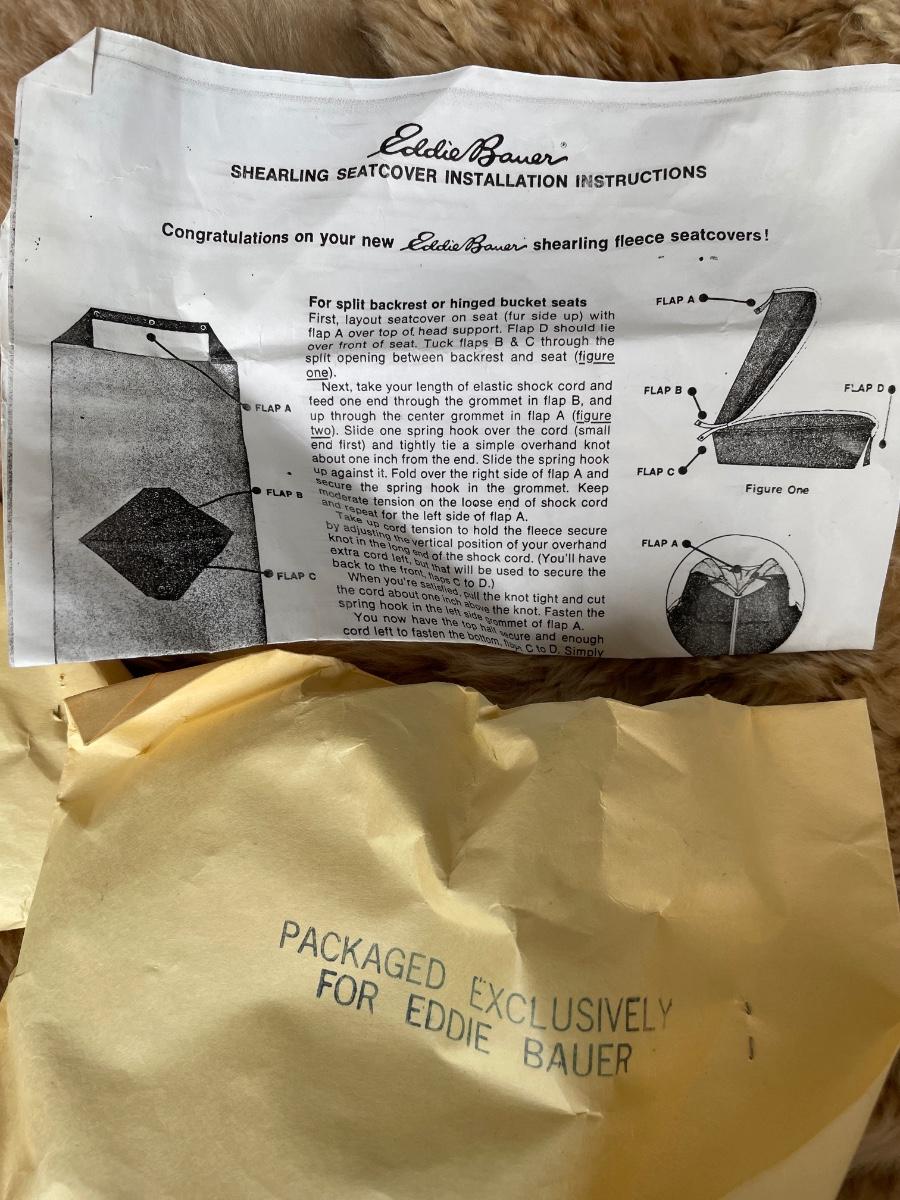 Eddie Bauer®
SHEARLING SEATCOVER INSTALLATION INSTRUCTIONS
Congratulations on your new Eddie Bauer shearling fleece seatcovers!
FLAP A
FLAP B
FLAP C
For split backrest or hinged bucket seats
First, layout seatcover on seat (fur side up) with
flap A over top of head support. Flap D should lie
over front of seat. Tuck flaps B & C through the
split opening between backrest and seat (figure
one).
Next, take your length of elastic shock cord and
feed one end through the grommet in flap B, and
up through the center grommet in flap A (figure
two). Slide one spring hook over the cord (small
end first) and tightly tie a simple overhand knot
about one inch from the end. Slide the spring hook
up against it. Fold over the right side of flap A and
secure the spring hook in the grommet. Keep
moderate tension on the loose end of shock cord
and repeat for the left side of flap A.
Take up cord tension to hold the fleece secure
by adjusting the vertical position of your overhand
knot in the long end of the shock cord. (You'll have
extra cord left, but that will be used to secure the
back to the front, flaps C to D.)
When you're satisfied, pull the knot tight and cut
the cord about one inch above the knot. Fasten the
spring hook in the left side grommet of flap A.
You now have the top half secure and enough
cord left to fasten the bottom, flaps C to D. Simply
FLAP A
FLAP B
FLAP D
FLAP C
Figure One
FLAP A
PACKAGED EXCLUSIVELY
FOR EDDIE BAUER